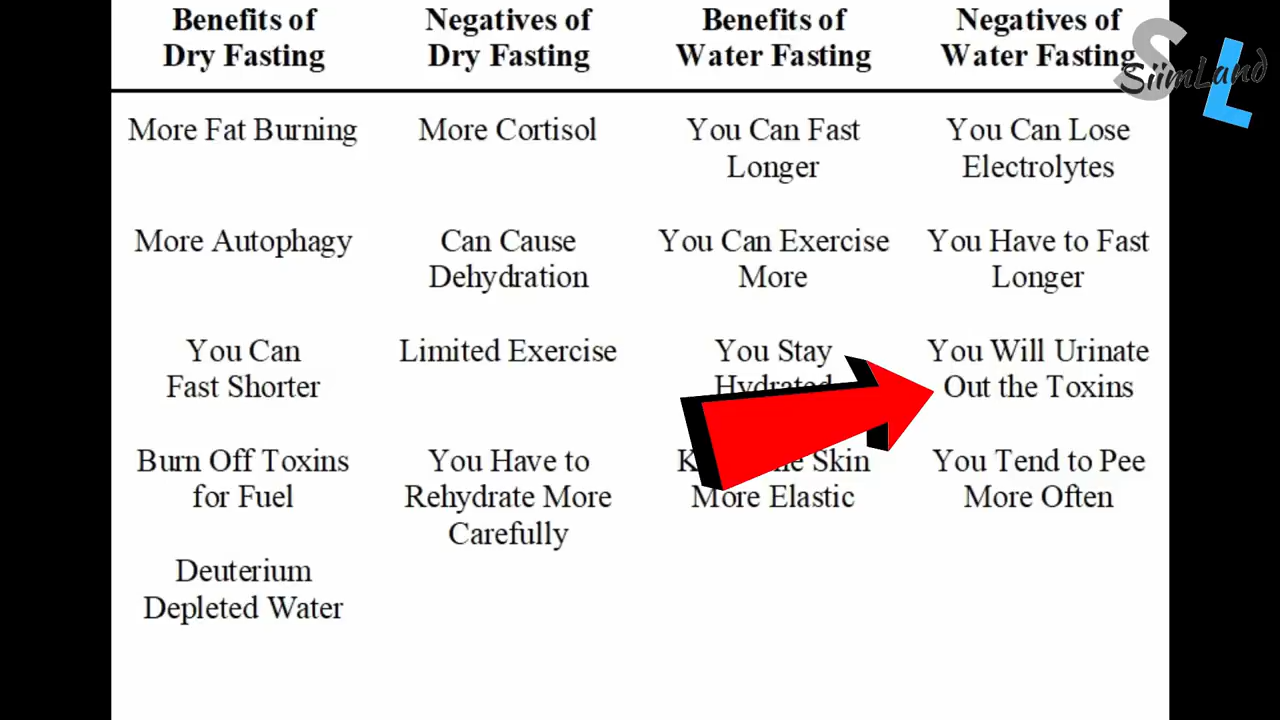 Benefits of
Dry Fasting
Negatives of
Dry Fasting
Benefits of
Water Fasting
Negatives of
Water Fasting
SL
SiimLand
More Fat Burning
More Cortisol
You Can Fast
Longer
You Can Lose
Electrolytes
More Autophagy
Can Cause
Dehydration
You Can Exercise
More
You Have to Fast
Longer
You Can
Fast Shorter
Limited Exercise
You Stay
Hydrated
You Will Urinate
Out the Toxins
Burn Off Toxins
for Fuel
You Have to
Rehydrate More
Carefully
Skin
More Elastic
You Tend to Pee
More Often
Deuterium
Depleted Water